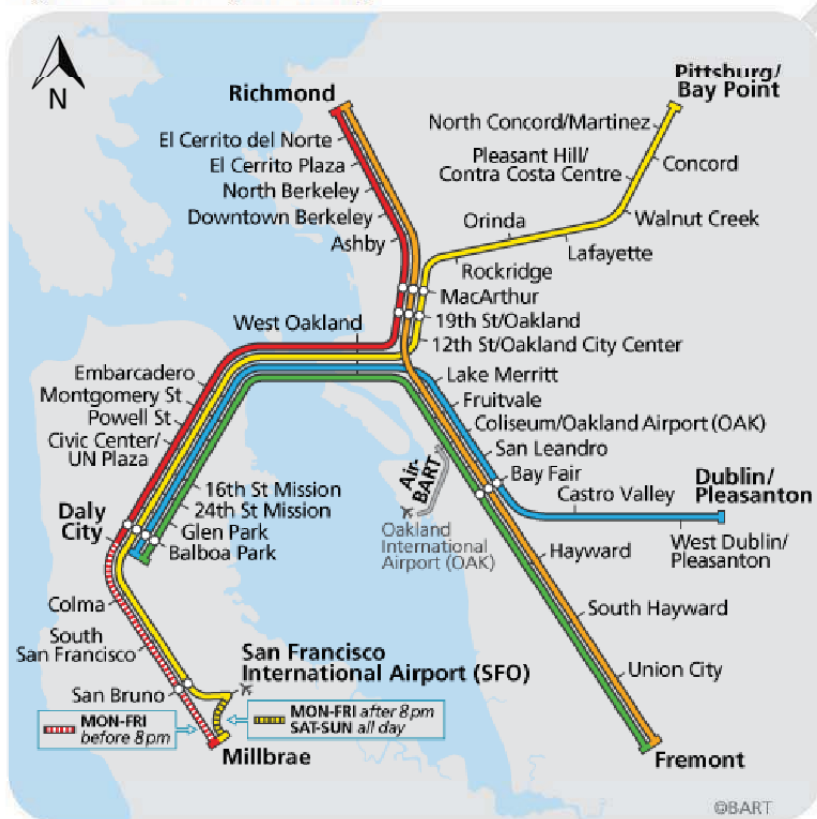 N
Richmond
El Cerrito del Norte
El Cerrito Plaza
North Berkeley
Downtown Berkeley
Ashby
Pittsburg/
Bay Point
North Concord/Martinez
Pleasant Hill/
Contra Costa Centre
Concord
Walnut Creek
Orinda
Lafayette
Rockridge
MacArthur
19th St/Oakland
12th St/Oakland City Center
West Oakland
Embarcadero
Montgomery St
Powell St
Civic Center/
UN Plaza
16th St Mission
24th St Mission
Glen Park
Balboa Park
Daly
City
Lake Merritt
Fruitvale
Coliseum/Oakland Airport (OAK)
San Leandro
Bay Fair
Air-
BART
Oakland
International
Airport (OAK)
Castro Valley
Dublin/
Pleasanton
West Dublin/
Pleasanton
Hayward
South Hayward
Union City
Fremont
Colma
South
San Francisco
San Bruno
San Francisco
International Airport (SFO)
MON-FRI
before 8pm
MON-FRI after 8pm
SAT-SUN all day
Millbrae
©BART